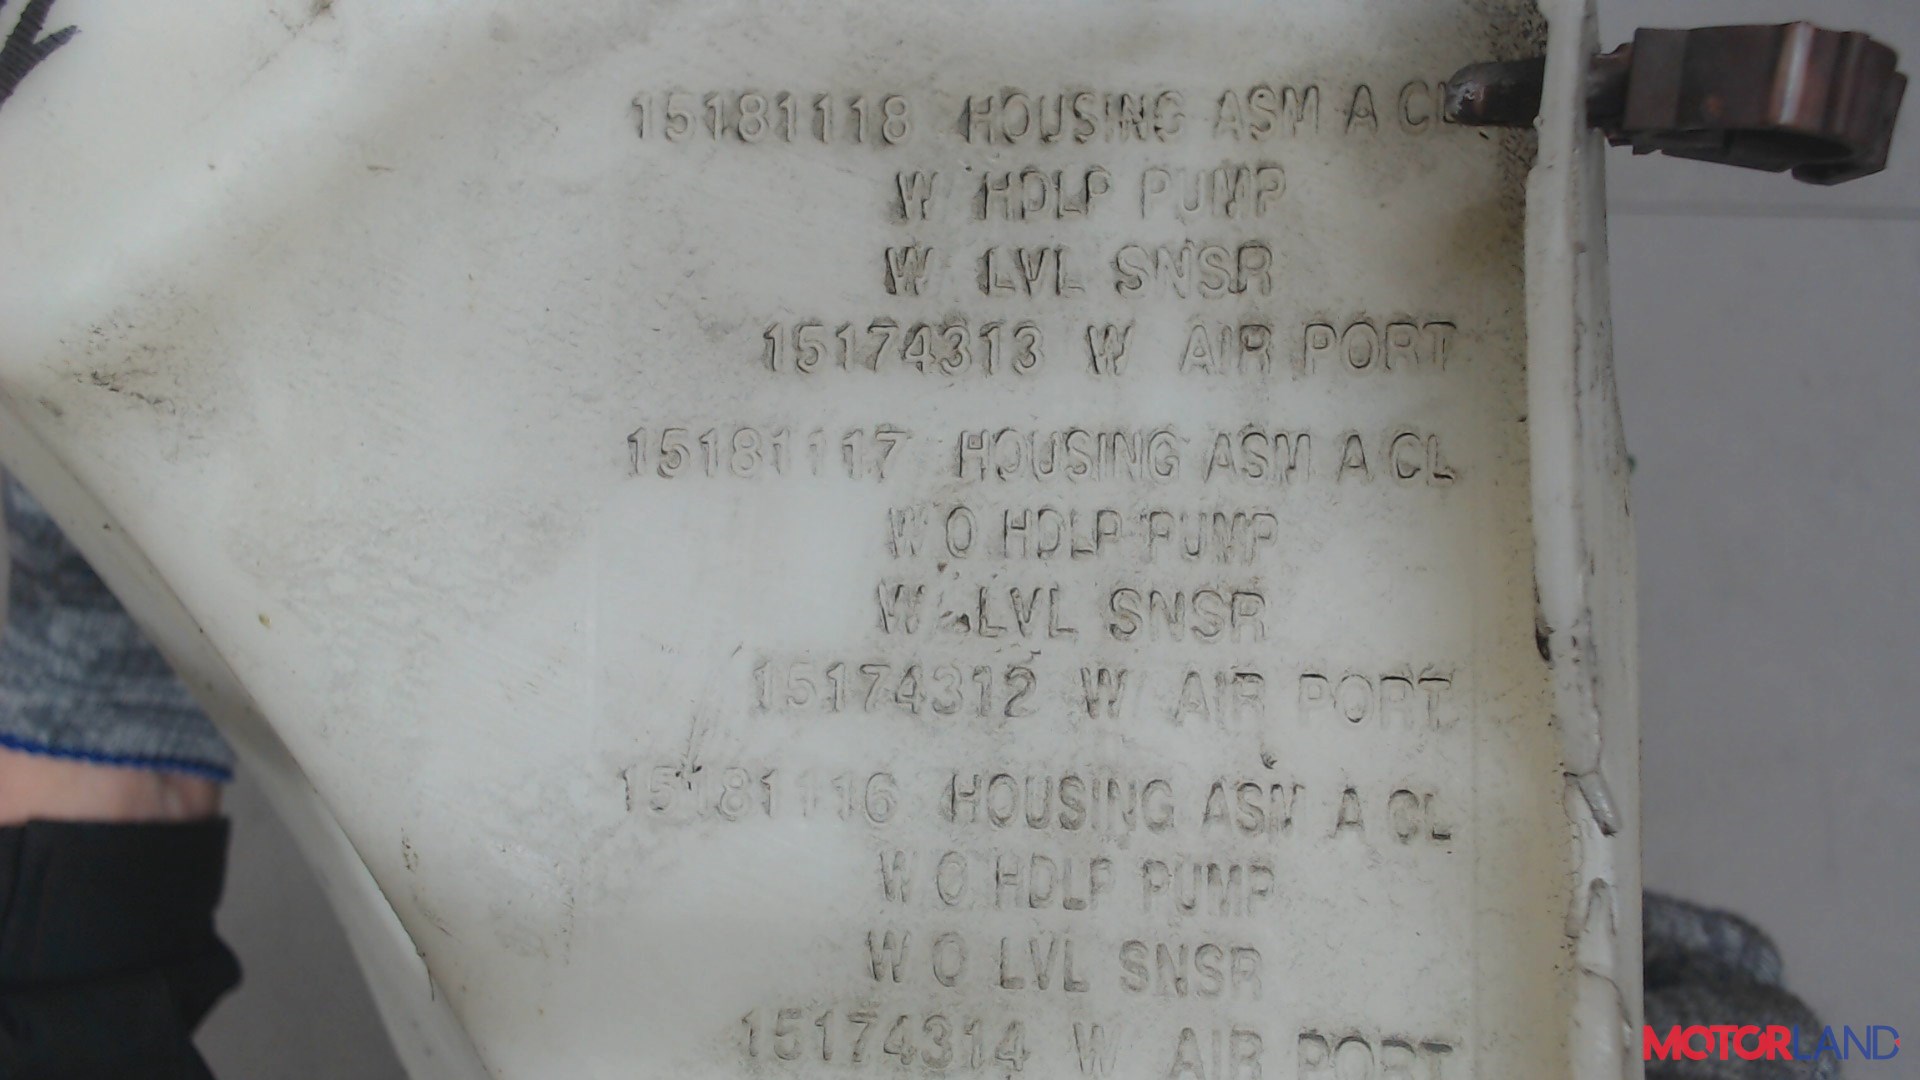 15181118 HOUSING ASM A CL
W HDLP PUMP
W LVL SNSR
15174313 W AIR PORT
15181117 HOUSING ASM A CL
W O HDLP PUMP
W LVL SNSR
15174312 W AIR PORT
15181116 HOUSING ASM A CL
W O HDLP PUMP
W O LVL SNSR
15174314 W AIR PORT
MOTORLAND